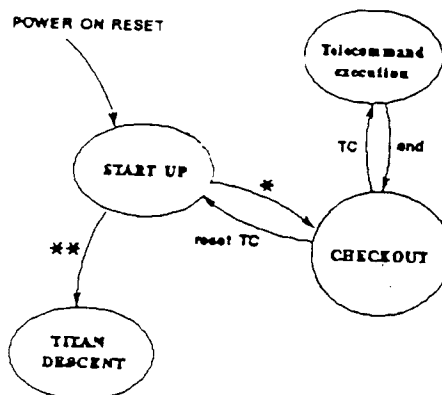 POWER ON RESET
Telecommand
execution
TC
end
START UP
*
reset TC
CHECKOUT
**
TITAN
DESCENT